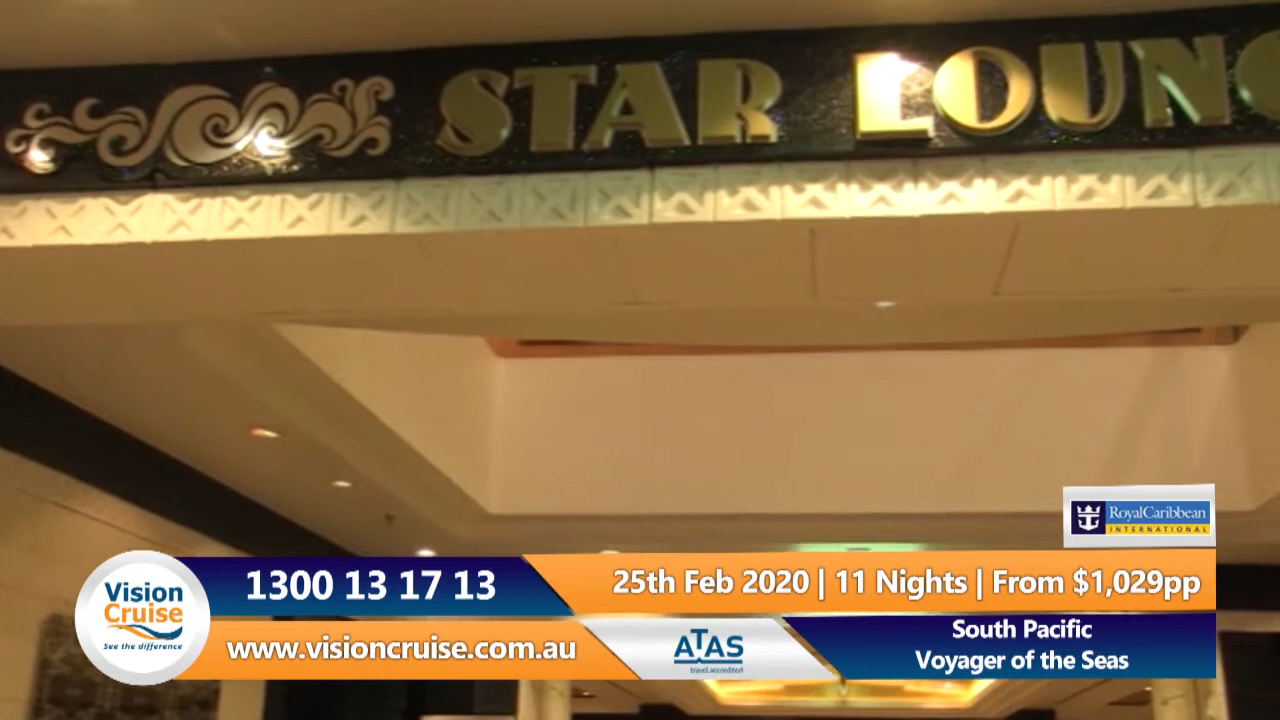 STAR LOUNG
RoyalCaribbean
INTERNATIONAL
1300 13 17 13
25th Feb 2020 | 11 Nights | From $1,029pp
Vision
Cruise
See the difference
www.visioncruise.com.au
ATAS
travel accredited
South Pacific
Voyager of the Seas